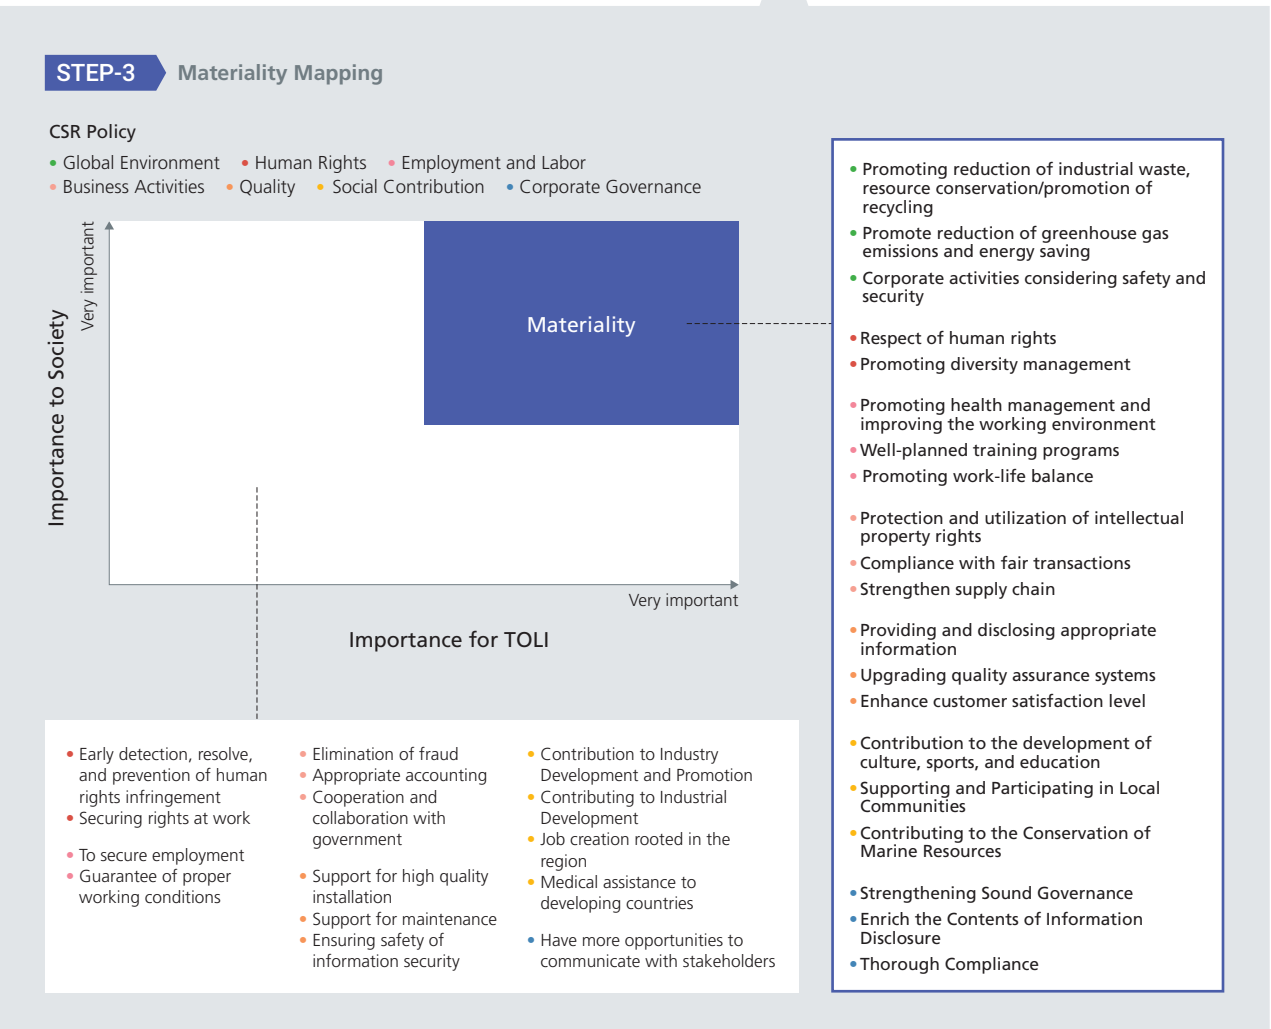 STEP-3
Materiality Mapping
CSR Policy
• Global Environment • Human Rights • Employment and Labor
• Business Activities • Quality • Social Contribution • Corporate Governance
Very important
Importance to Society
Materiality
Very important
Importance for TOLI
• Early detection, resolve,
and prevention of human
rights infringement
• Securing rights at work
• To secure employment
• Guarantee of proper
working conditions
• Elimination of fraud
• Appropriate accounting
• Cooperation and
collaboration with
government
• Support for high quality
installation
• Support for maintenance
• Ensuring safety of
information security
• Contribution to Industry
Development and Promotion
• Contributing to Industrial
Development
• Job creation rooted in the
region
• Medical assistance to
developing countries
• Have more opportunities to
communicate with stakeholders
• Promoting reduction of industrial waste,
resource conservation/promotion of
recycling
• Promote reduction of greenhouse gas
emissions and energy saving
• Corporate activities considering safety and
security
• Respect of human rights
• Promoting diversity management
• Promoting health management and
improving the working environment
• Well-planned training programs
• Promoting work-life balance
• Protection and utilization of intellectual
property rights
• Compliance with fair transactions
• Strengthen supply chain
• Providing and disclosing appropriate
information
• Upgrading quality assurance systems
• Enhance customer satisfaction level
• Contribution to the development of
culture, sports, and education
• Supporting and Participating in Local
Communities
• Contributing to the Conservation of
Marine Resources
• Strengthening Sound Governance
• Enrich the Contents of Information
Disclosure
• Thorough Compliance